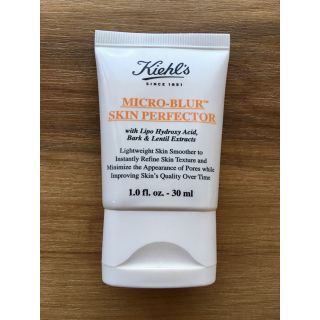 Kiehl's
SINCE 1851
MICRO-BLUR™
SKIN PERFECTOR
with Lipo Hydroxy Acid,
Bark & Lentil Extracts
Lightweight Skin Smoother to
Instantly Refine Skin Texture and
Minimize the Appearance of Pores while
Improving Skin's Quality Over Time
1.0 fl. oz. - 30 ml